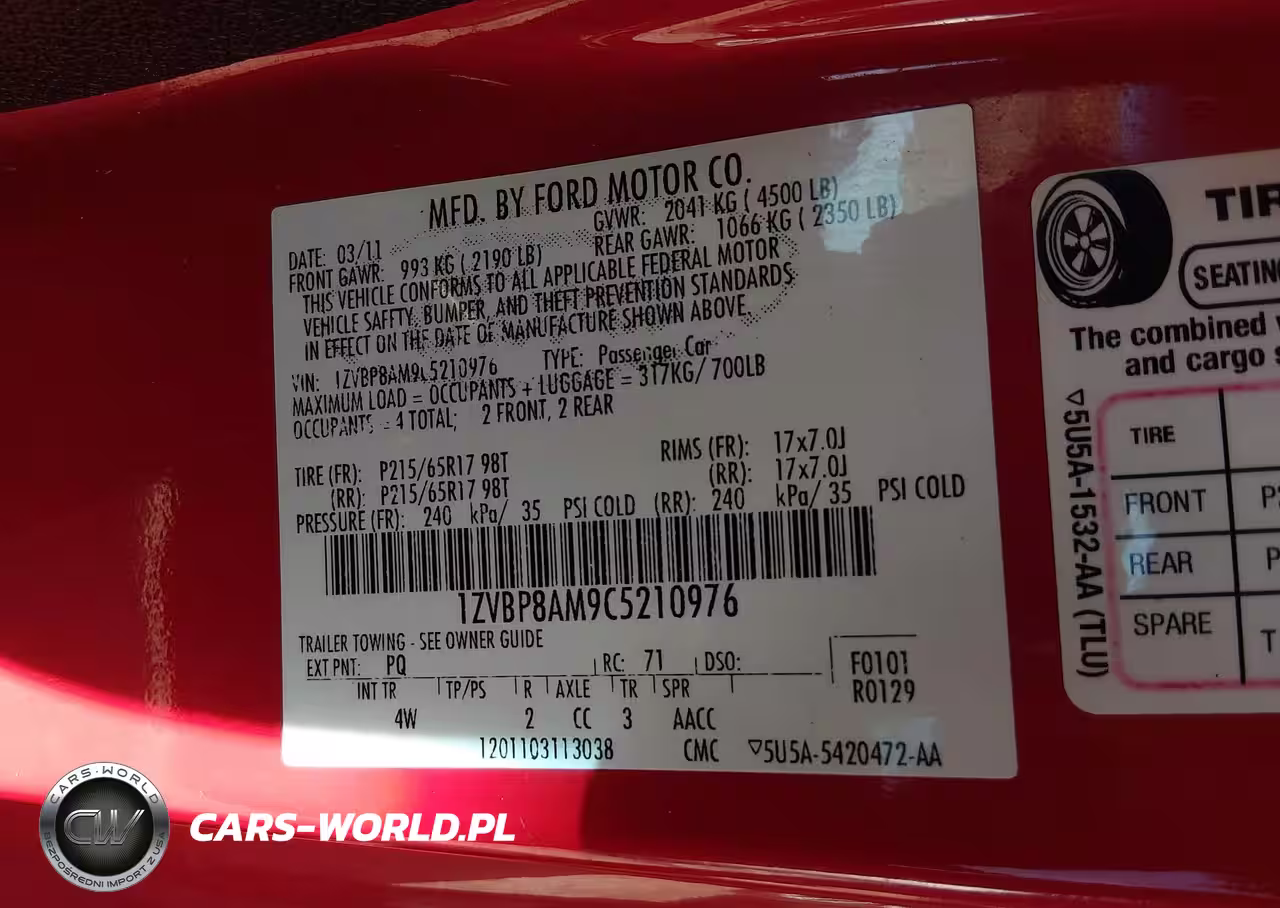 MFD. BY FORD MOTOR CO.
DATE: 03/11 GVWR: 2041 KG ( 4500 LB)
FRONT GAWR: 993 KG ( 2190 LB) REAR GAWR: 1066 KG ( 2350 LB)
THIS VEHICLE CONFORMS TO ALL APPLICABLE FEDERAL MOTOR
VEHICLE SAFETY, BUMPER, AND THEFT PREVENTION STANDARDS
IN EFFECT ON THE DATE OF MANUFACTURE SHOWN ABOVE.
VIN: 1ZVBP8AM9C5210976 TYPE: Passenger Car
MAXIMUM LOAD = OCCUPANTS + LUGGAGE = 317KG/ 700LB
OCCUPANTS = 4 TOTAL; 2 FRONT, 2 REAR
TIRE (FR): P215/65R17 98T RIMS (FR): 17x7.0J
(RR): P215/65R17 98T (RR): 17x7.0J
PRESSURE (FR): 240 kPa/ 35 PSI COLD (RR): 240 kPa/ 35 PSI COLD
1ZVBP8AM9C5210976
TRAILER TOWING - SEE OWNER GUIDE
EXT PNT: PQ RC: 71 DSO: F0101
INT TR TP/PS R AXLE TR SPR R0129
4W 2 CC 3 AACC
1201103113038 CMC ▽5U5A-5420472-AA
TIR
SEATING
The combined
and cargo
TIRE
FRONT P
REAR P
SPARE T
▽5U5A-1532-AA (TLU)
CARS-WORLD
CW
BEZPOŚREDNI IMPORT Z USA
CARS-WORLD.PL